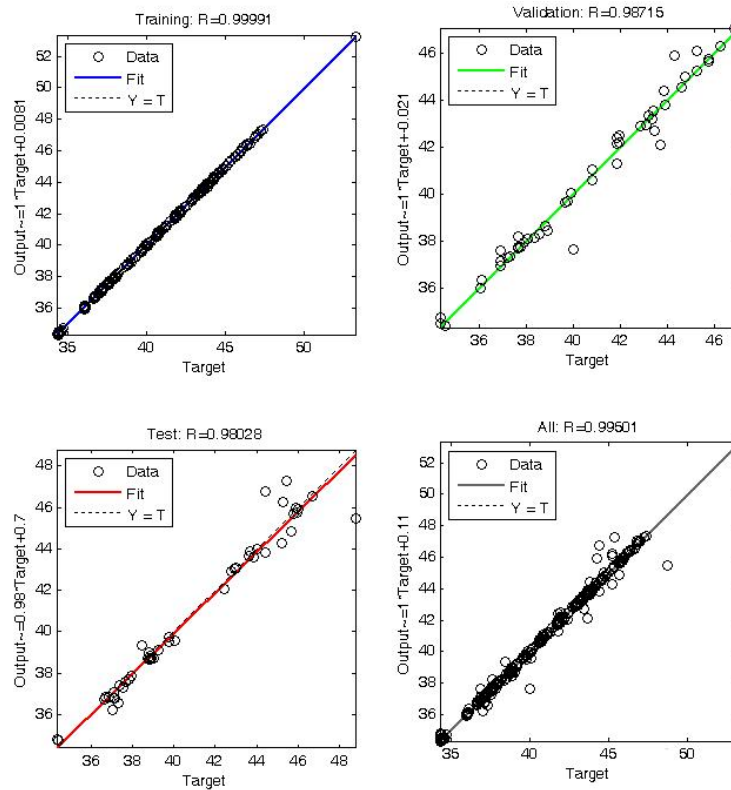 Training: R=0.99991
Data
Fit
Y = T
Output~=1*Target+0.0081
52
50
48
46
44
42
40
38
36
35 40 45 50
Target
Validation: R=0.98715
Data
Fit
Y = T
Output~=1*Target+-0.021
46
44
42
40
38
36
36 38 40 42 44 46
Target
Test: R=0.98028
Data
Fit
Y = T
Output~=0.98*Target+0.7
48
46
44
42
40
38
36
36 38 40 42 44 46 48
Target
All: R=0.99501
Data
Fit
Y = T
Output~=1*Target+0.11
52
50
48
46
44
42
40
38
36
35 40 45 50
Target